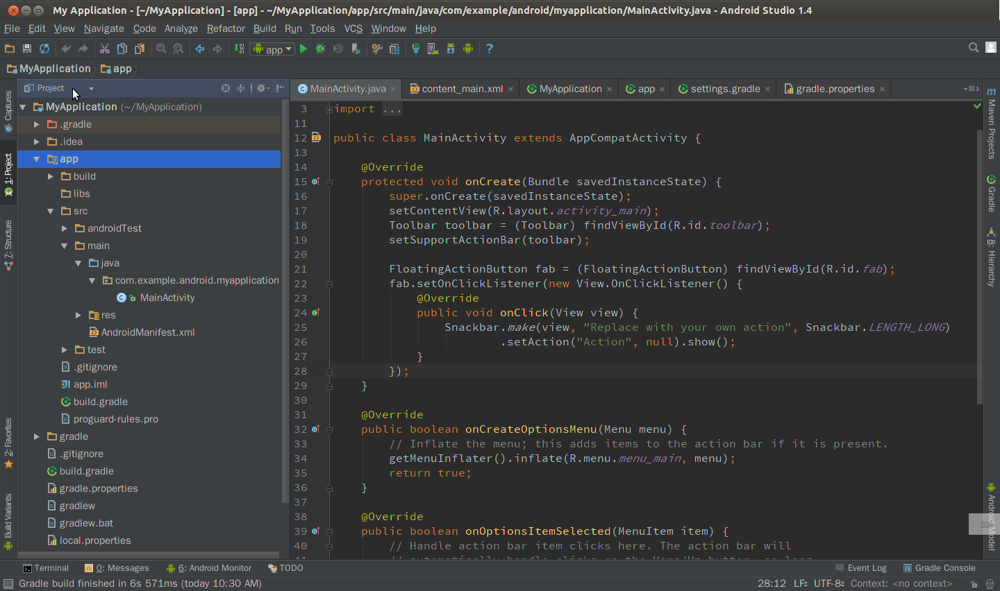 My Application - [~/MyApplication] - [app] - ~/MyApplication/app/src/main/java/com/example/android/myapplication/MainActivity.java - Android Studio 1.4
File Edit View Navigate Code Analyze Refactor Build Run Tools VCS Window Help
app
MyApplication app
Project
MainActivity.java content_main.xml MyApplication app settings.gradle gradle.properties
3
Captures
1: Project
7: Structure
2: Favorites
Build Variants
MyApplication (~/MyApplication)
.gradle
.idea
app
build
libs
src
androidTest
main
java
com.example.android.myapplication
MainActivity
res
AndroidManifest.xml
test
.gitignore
app.iml
build.gradle
proguard-rules.pro
gradle
.gitignore
build.gradle
gradle.properties
gradlew
gradlew.bat
local.properties
3 import ...
11
12 public class MainActivity extends AppCompatActivity {
13
14 @Override
15 protected void onCreate(Bundle savedInstanceState) {
16 super.onCreate(savedInstanceState);
17 setContentView(R.layout.activity_main);
18 Toolbar toolbar = (Toolbar) findViewById(R.id.toolbar);
19 setSupportActionBar(toolbar);
20
21 FloatingActionButton fab = (FloatingActionButton) findViewById(R.id.fab);
22 fab.setOnClickListener(new View.OnClickListener() {
23 @Override
24 public void onClick(View view) {
25 Snackbar.make(view, "Replace with your own action", Snackbar.LENGTH_LONG)
26 .setAction("Action", null).show();
27 }
28 });
29 }
30
31 @Override
32 public boolean onCreateOptionsMenu(Menu menu) {
33 // Inflate the menu; this adds items to the action bar if it is present.
34 getMenuInflater().inflate(R.menu.menu_main, menu);
35 return true;
36 }
37
38 @Override
39 public boolean onOptionsItemSelected(MenuItem item) {
40 // Handle action bar item clicks here. The action bar will
Maven Projects
Gradle
8: Hierarchy
Android Model
Terminal 0: Messages 6: Android Monitor TODO Event Log Gradle Console
Gradle build finished in 6s 571ms (today 10:30 AM) 28:12 LF UTF-8 Context: <no context>